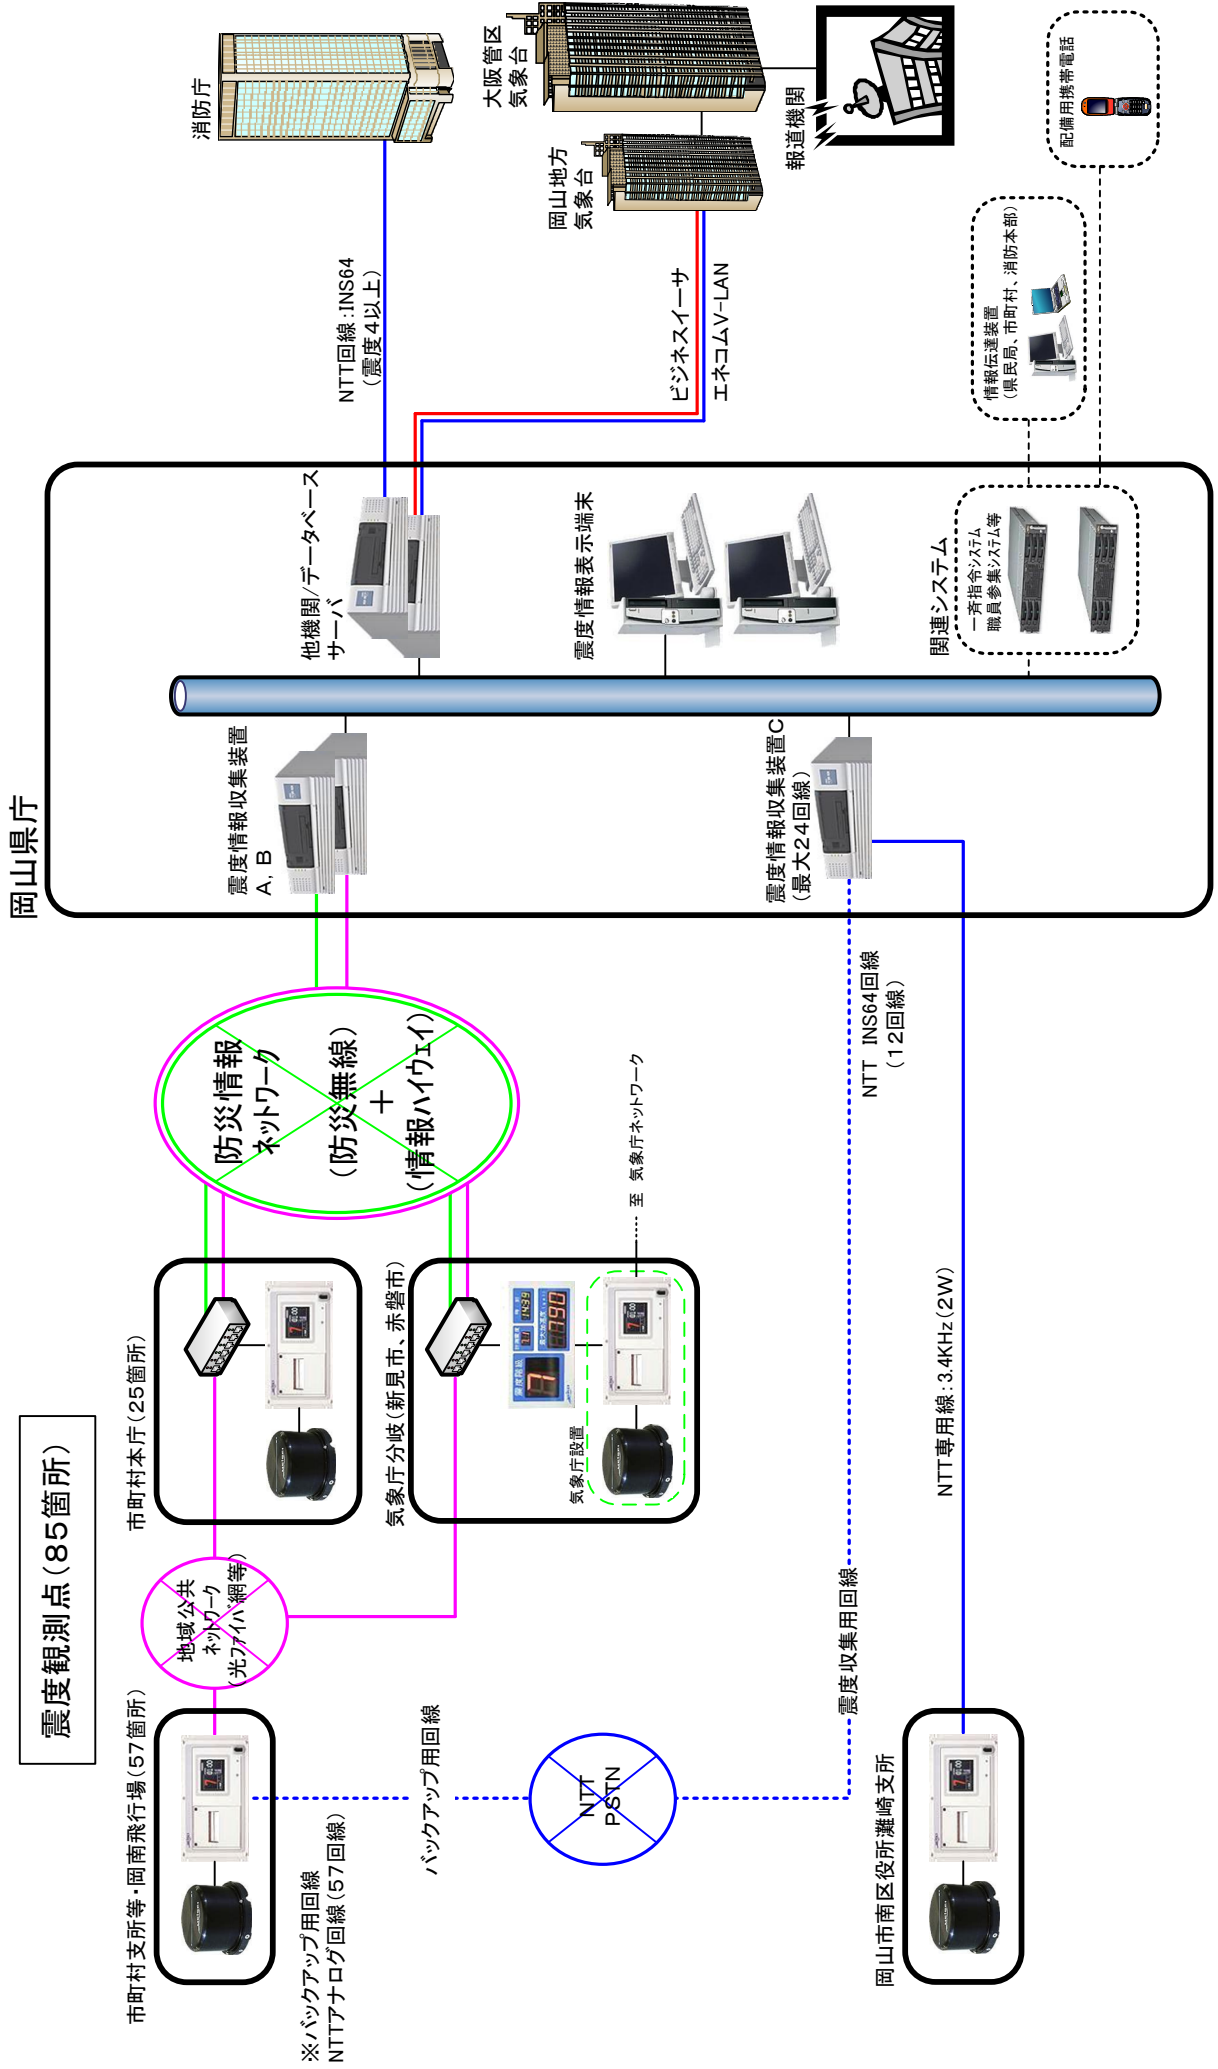 震度観測点(85箇所)
岡山県庁
市町村支所等・岡南飛行場(57箇所)
※バックアップ用回線
NTTアナログ回線(57回線)
地域公共
ネットワーク
(光ファイバ網等)
市町村本庁(25箇所)
気象庁分岐(新見市、赤磐市)
気象庁設置
震度階級
最大加速度
至 気象庁ネットワーク
防災情報
ネットワーク
(防災無線)
+
(情報ハイウェイ)
バックアップ用回線
NTT
PSTN
震度収集用回線
NTT INS64回線
(12回線)
岡山市南区役所灘崎支所
NTT専用線:3.4KHz(2W)
震度情報収集装置
A, B
震度情報収集装置C
(最大24回線)
他機関/データベース
サーバ
震度情報表示端末
関連システム
一斉指令システム
職員参集システム等
NTT回線:INS64
(震度4以上)
消防庁
ビジネスイーサ
エネコムV-LAN
岡山地方
気象台
大阪管区
気象台
報道機関
情報伝達装置
(県民局、市町村、消防本部)
配備用携帯電話